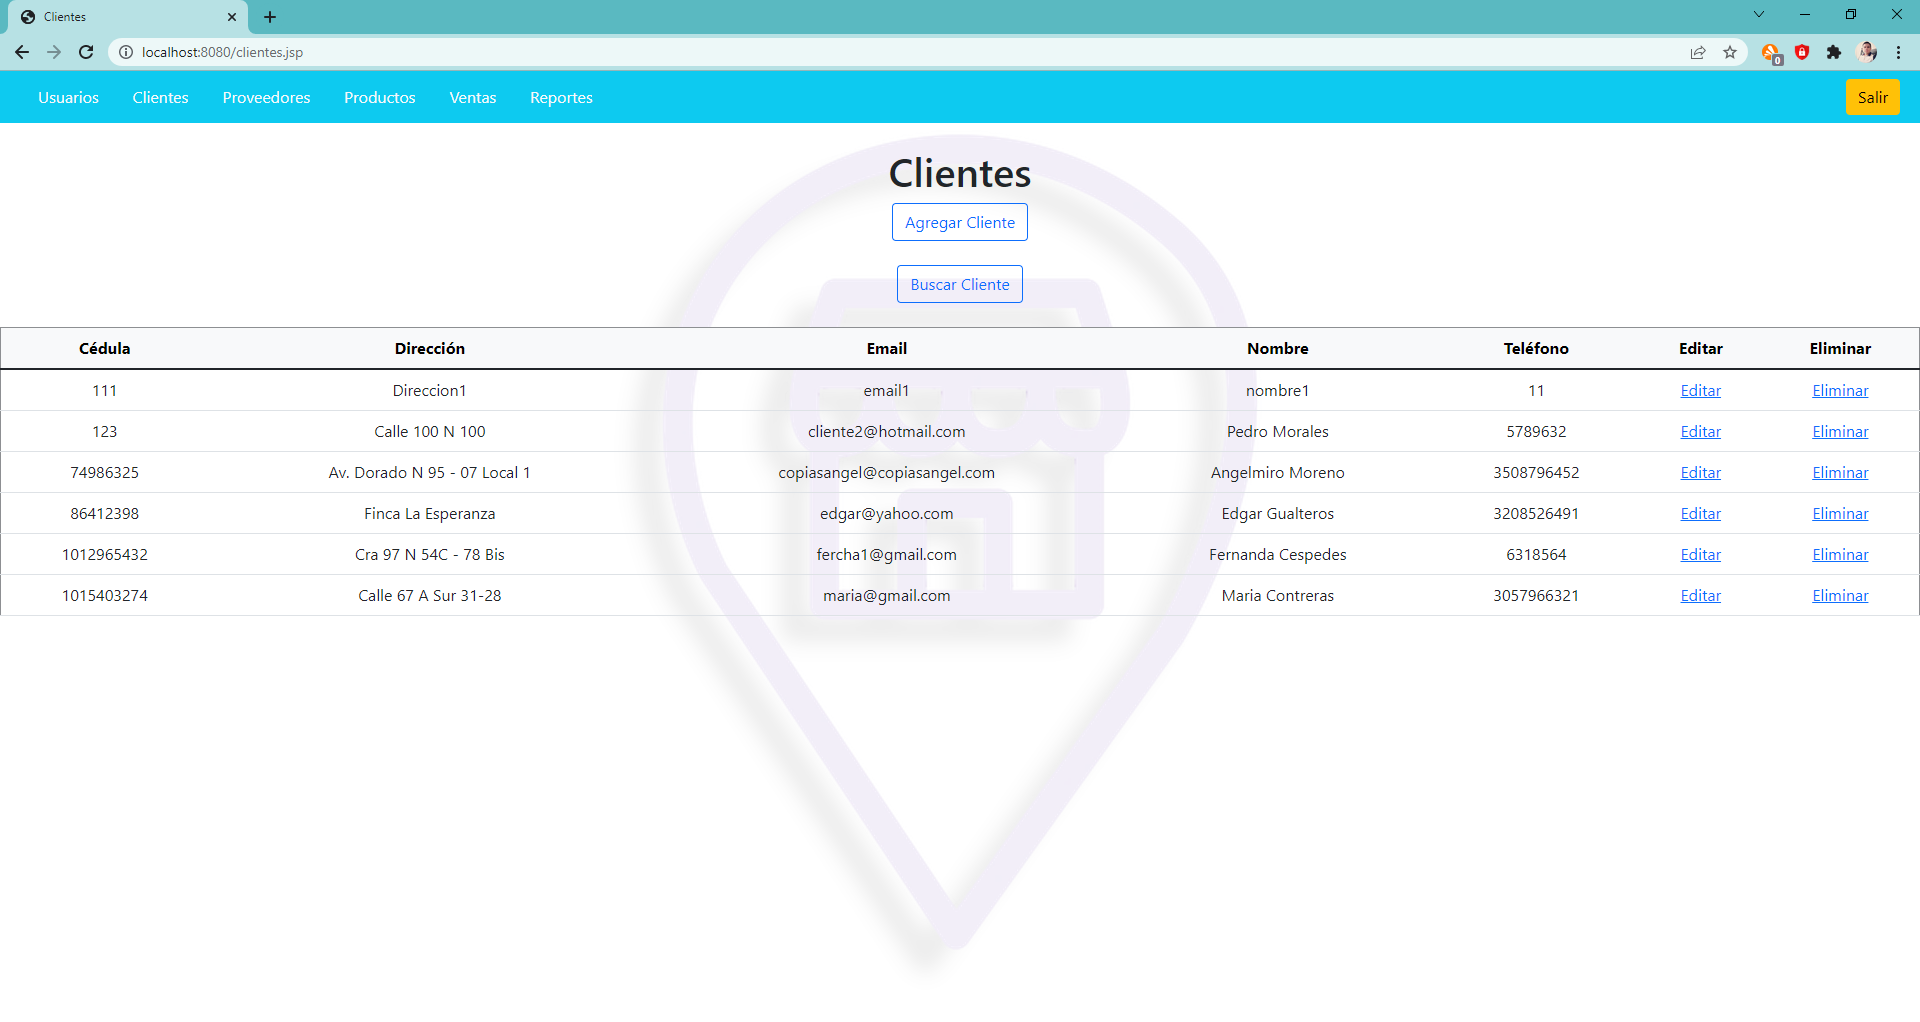 Clientes
localhost:8080/clientes.jsp
0
Usuarios Clientes Proveedores Productos Ventas Reportes Salir
Clientes
Agregar Cliente
Buscar Cliente
Cédula Dirección Email Nombre Teléfono Editar Eliminar
111 Direccion1 email1 nombre1 11 Editar Eliminar
123 Calle 100 N 100 cliente2@hotmail.com Pedro Morales 5789632 Editar Eliminar
74986325 Av. Dorado N 95 - 07 Local 1 copiasangel@copiasangel.com Angelmiro Moreno 3508796452 Editar Eliminar
86412398 Finca La Esperanza edgar@yahoo.com Edgar Gualteros 3208526491 Editar Eliminar
1012965432 Cra 97 N 54C - 78 Bis fercha1@gmail.com Fernanda Cespedes 6318564 Editar Eliminar
1015403274 Calle 67 A Sur 31-28 maria@gmail.com Maria Contreras 3057966321 Editar Eliminar